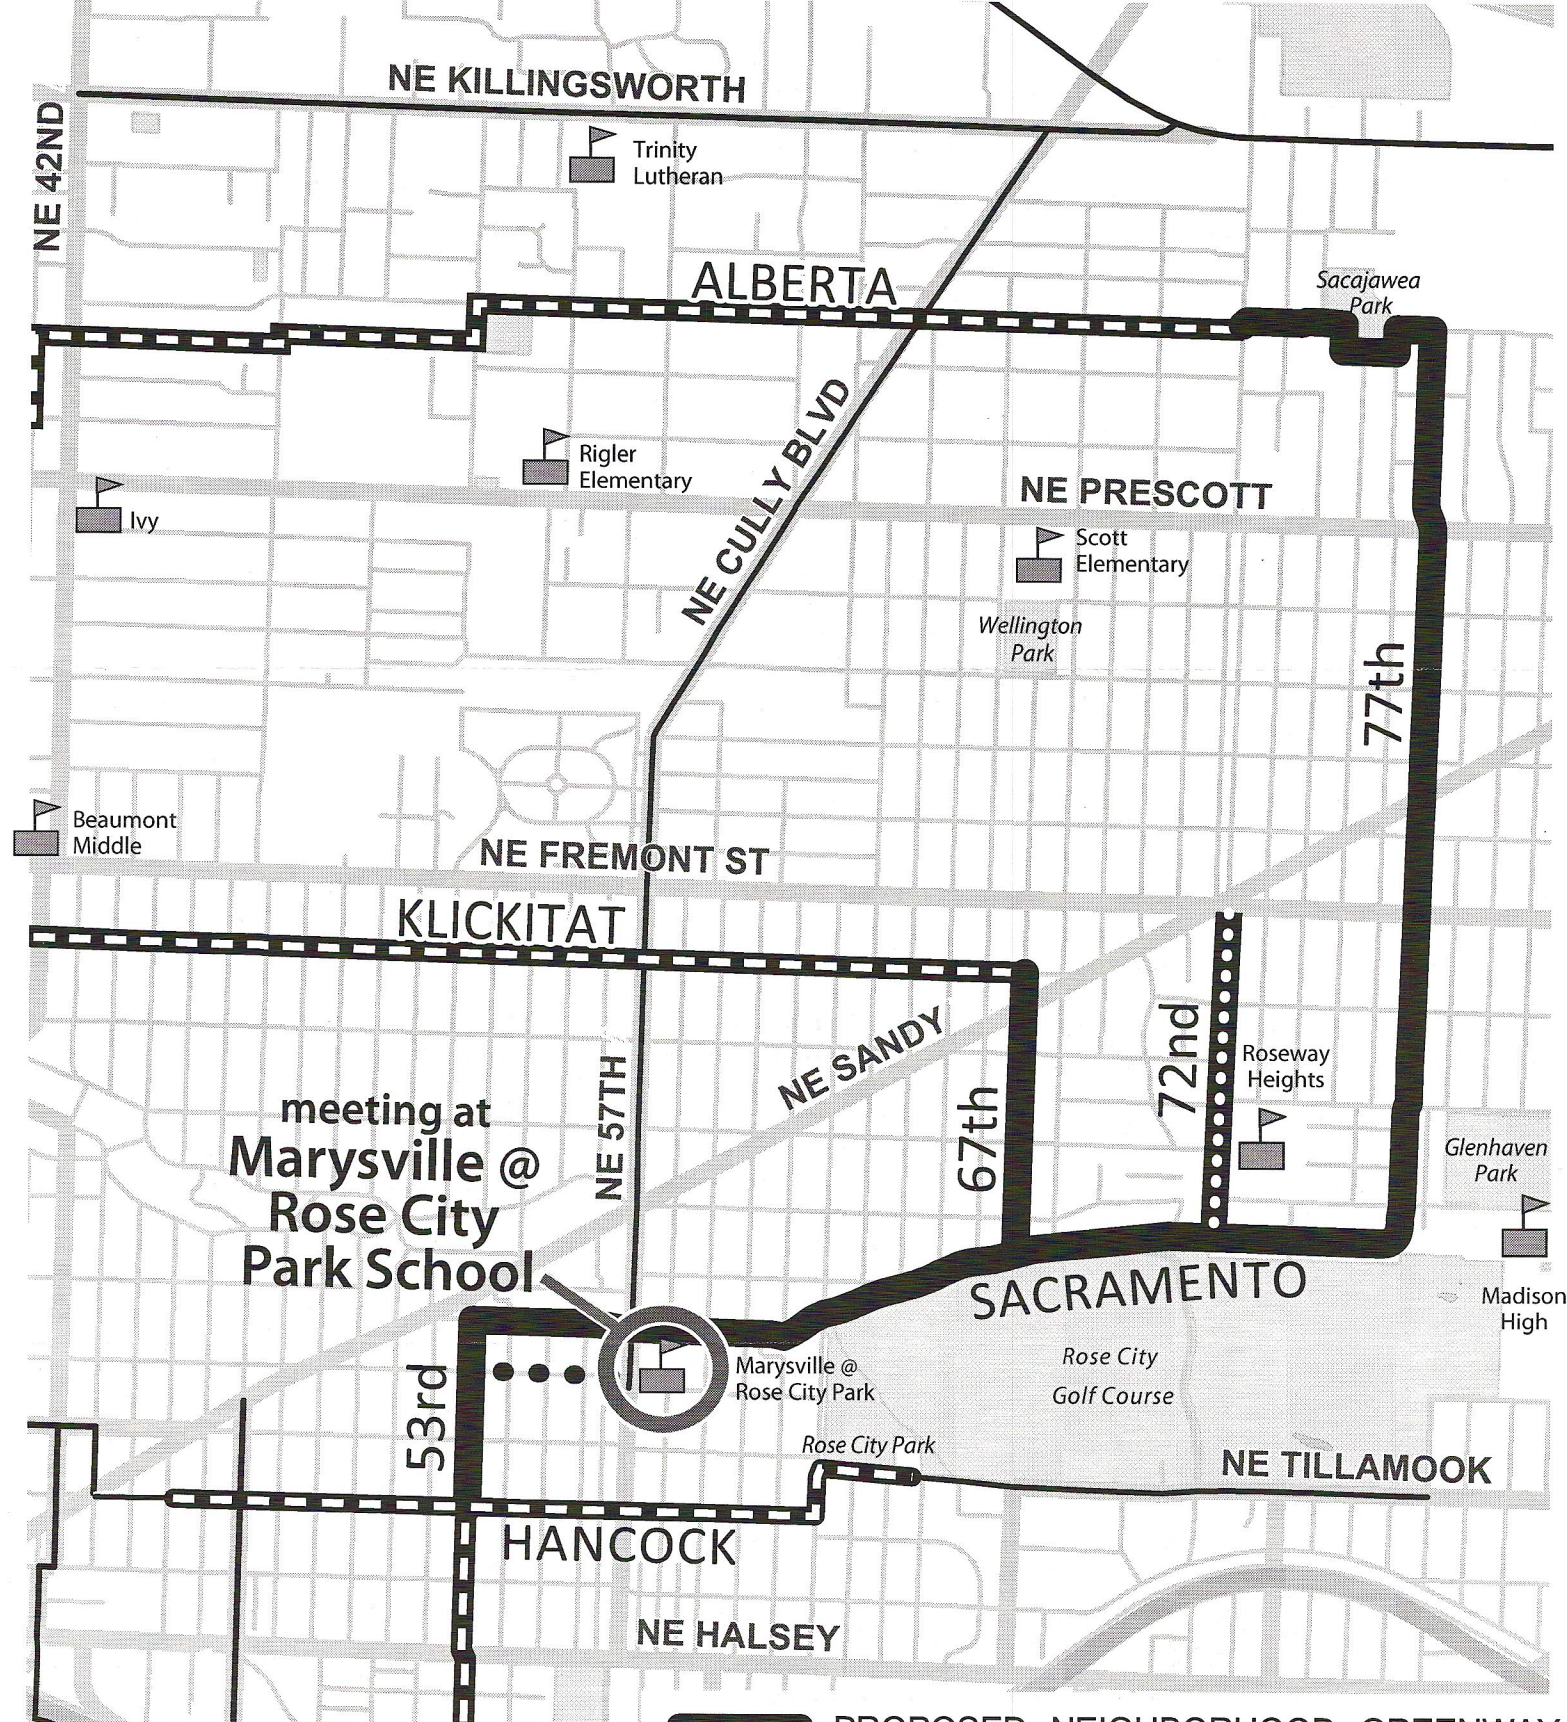 NE KILLINGSWORTH
NE 42ND
Trinity
Lutheran
ALBERTA
Sacajawea
Park
NE CULLY BLVD
Rigler
Elementary
NE PRESCOTT
Ivy
Scott
Elementary
Wellington
Park
77th
Beaumont
Middle
NE FREMONT ST
KLICKITAT
NE SANDY
72nd
Roseway
Heights
NE 57TH
67th
meeting at
Marysville @
Rose City
Park School
Glenhaven
Park
SACRAMENTO
Madison
High
Rose City
Golf Course
Marysville @
Rose City Park
53rd
Rose City Park
NE TILLAMOOK
HANCOCK
NE HALSEY
PROPOSED NEIGHBORHOOD GREENWAY